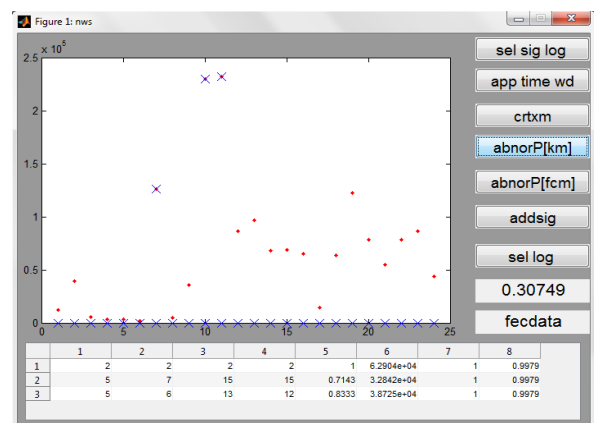 Figure 1: nws
x 10^5
2.5
2
1.5
1
0.5
0
0 5 10 15 20 25
sel sig log
app time wd
crtxm
abnorP[km]
abnorP[fcm]
addsig
sel log
0.30749
fecdata
1 2 3 4 5 6 7 8
1 2 2 2 2 1 6.2904e+04 1 0.9979
2 5 7 15 15 0.7143 3.2842e+04 1 0.9979
3 5 6 13 12 0.8333 3.8725e+04 1 0.9979